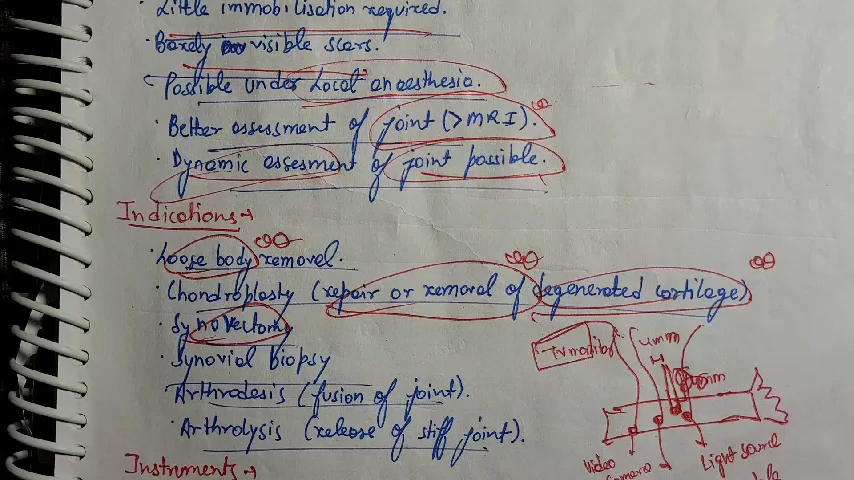 Little immobilisation required.
· Barely visible scars.
Possible under Local anaesthesia.
· Better assessment of joint (>MRI).
· Dynamic assesment of joint possible.
Indications→
· Loose body removal.
· Chondroplasty (repair or removal of degenerated cartilage)
· Synovectomy
· Synovial Biopsy
· Arthrodesis (fusion of joint).
· Arthrolysis (release of stiff joint).
Instruments→
4mm
Video
Camera
Light source